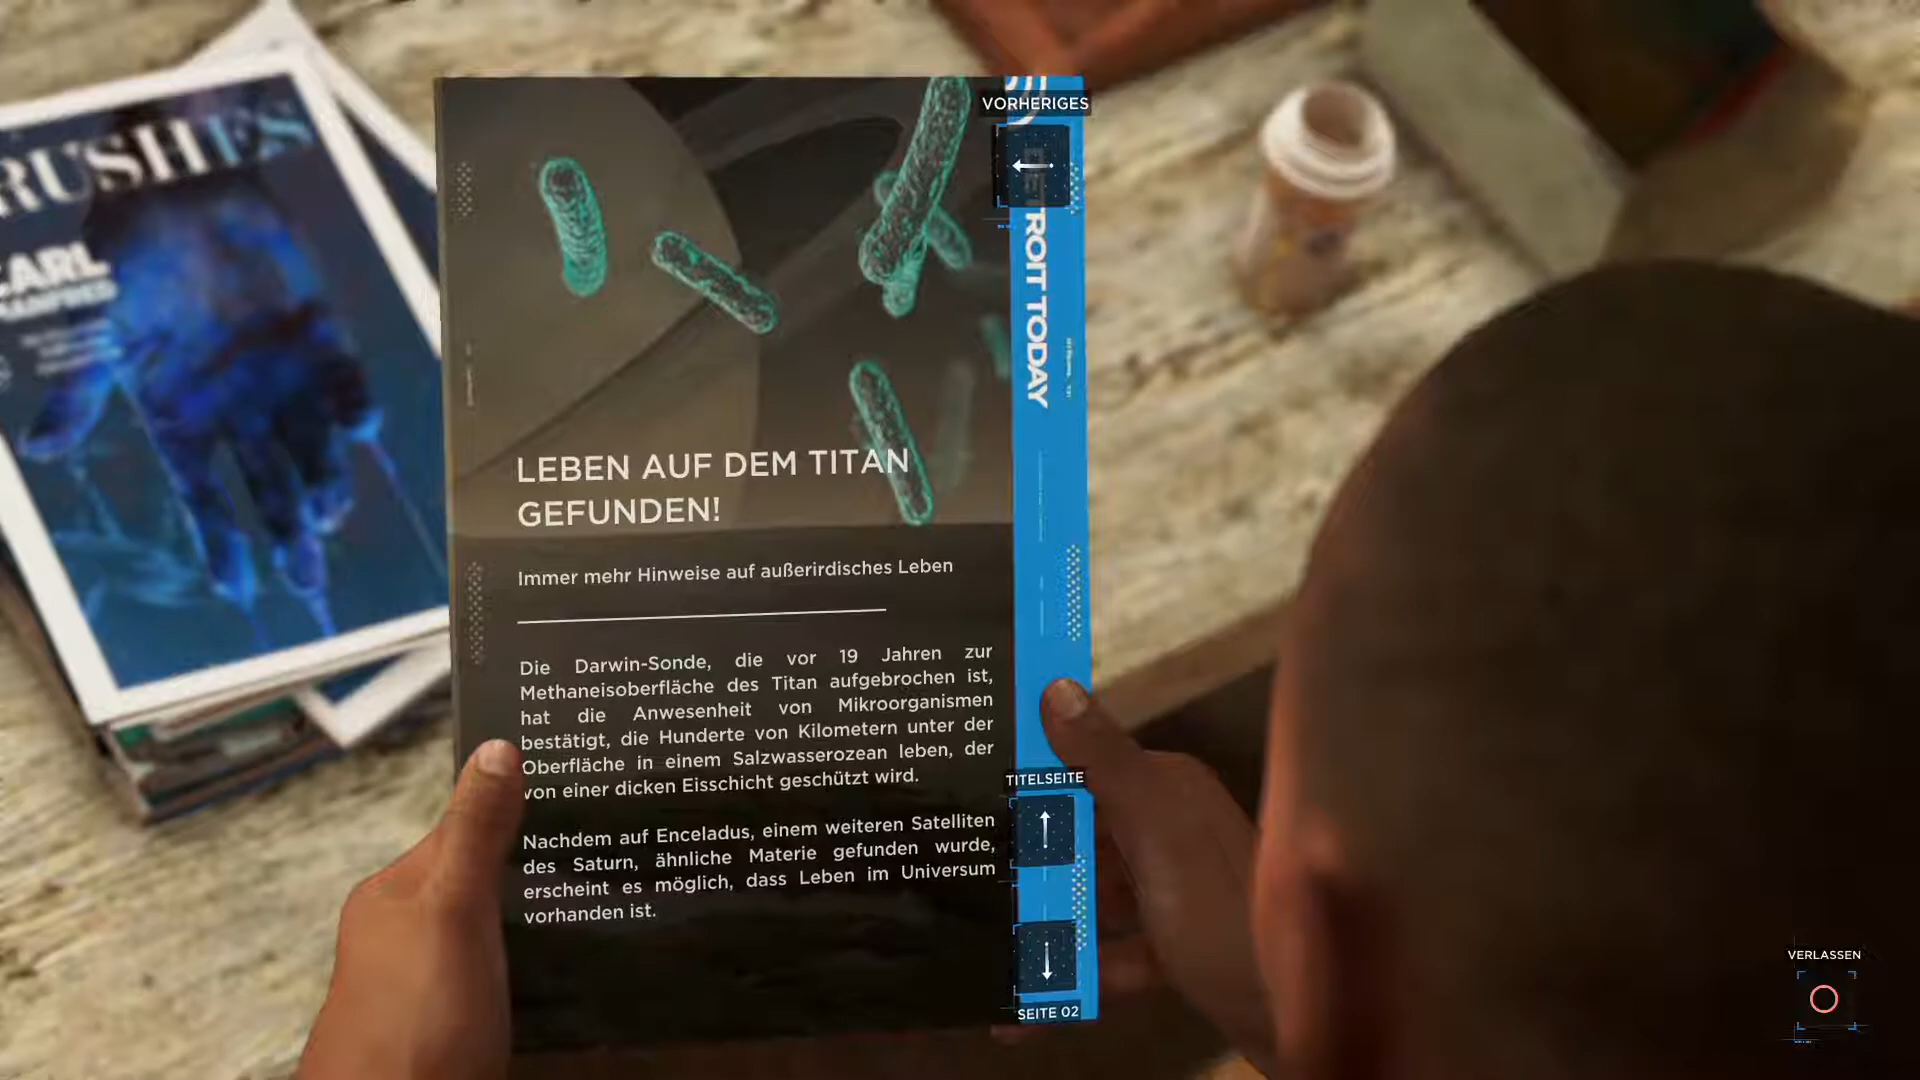 RUSHES
CARL
MANFRED
VORHERIGES
TROIT TODAY
LEBEN AUF DEM TITAN
GEFUNDEN!
Immer mehr Hinweise auf außerirdisches Leben
Die Darwin-Sonde, die vor 19 Jahren zur
Methaneisoberfläche des Titan aufgebrochen ist,
hat die Anwesenheit von Mikroorganismen
bestätigt, die Hunderte von Kilometern unter der
Oberfläche in einem Salzwasserozean leben, der
von einer dicken Eisschicht geschützt wird.
Nachdem auf Enceladus, einem weiteren Satelliten
des Saturn, ähnliche Materie gefunden wurde,
erscheint es möglich, dass Leben im Universum
vorhanden ist.
TITELSEITE
SEITE 02
VERLASSEN